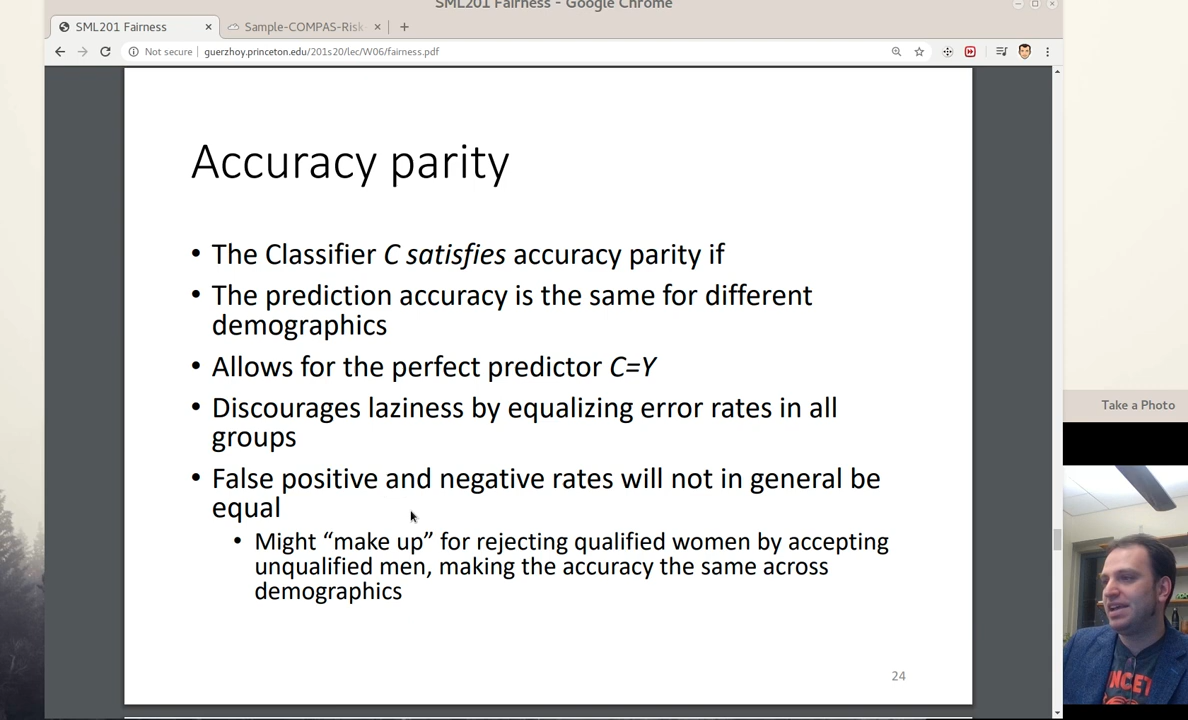 SML201 Fairness - Google Chrome
SML201 Fairness
Sample-COMPAS-Risk
Not secure
guerzhoy.princeton.edu/201s20/lec/W06/fairness.pdf
Accuracy parity
• The Classifier C satisfies accuracy parity if
• The prediction accuracy is the same for different
demographics
• Allows for the perfect predictor C=Y
• Discourages laziness by equalizing error rates in all
groups
• False positive and negative rates will not in general be
equal
• Might “make up” for rejecting qualified women by accepting
unqualified men, making the accuracy the same across
demographics
24
Take a Photo